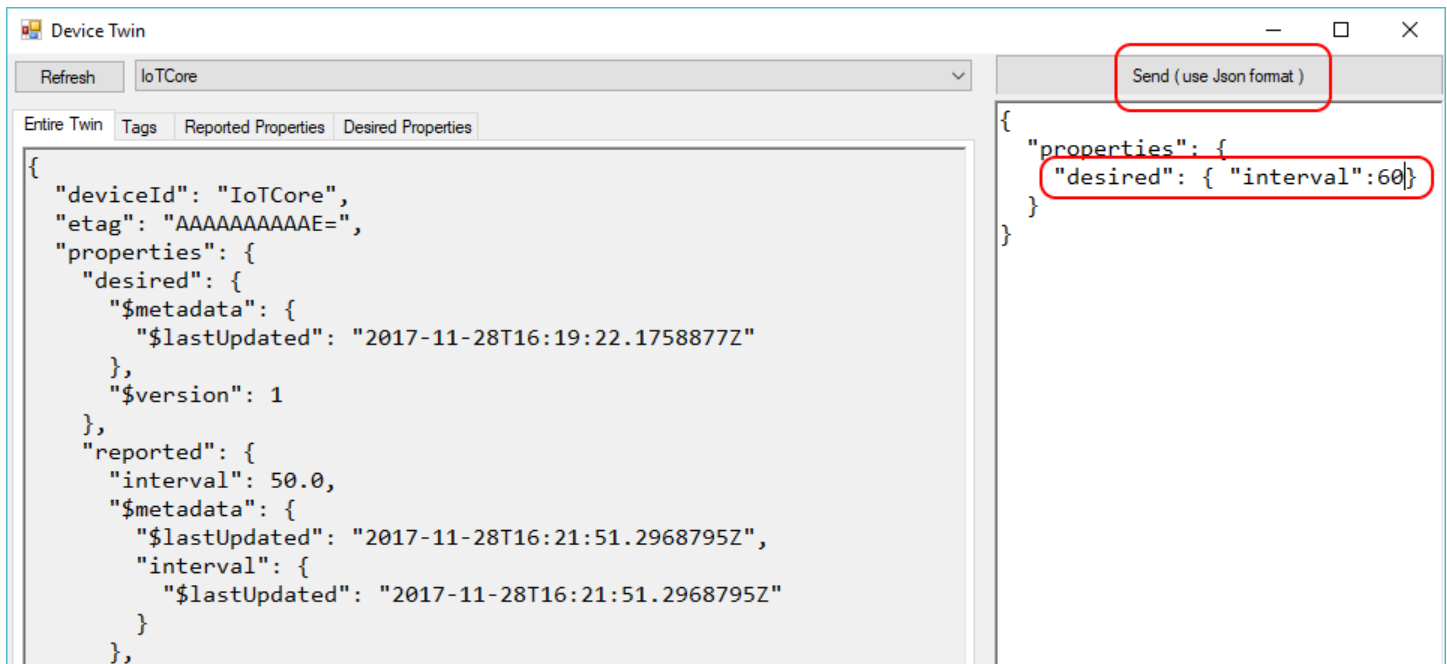 Device Twin
Refresh
IoTCore
Send ( use Json format )
Entire Twin Tags Reported Properties Desired Properties
{
  "deviceId": "IoTCore",
  "etag": "AAAAAAAAAAE=",
  "properties": {
    "desired": {
      "$metadata": {
        "$lastUpdated": "2017-11-28T16:19:22.1758877Z"
      },
      "$version": 1
    },
    "reported": {
      "interval": 50.0,
      "$metadata": {
        "$lastUpdated": "2017-11-28T16:21:51.2968795Z",
        "interval": {
          "$lastUpdated": "2017-11-28T16:21:51.2968795Z"
        }
      },
{
  "properties": {
    "desired": { "interval":60}
  }
}